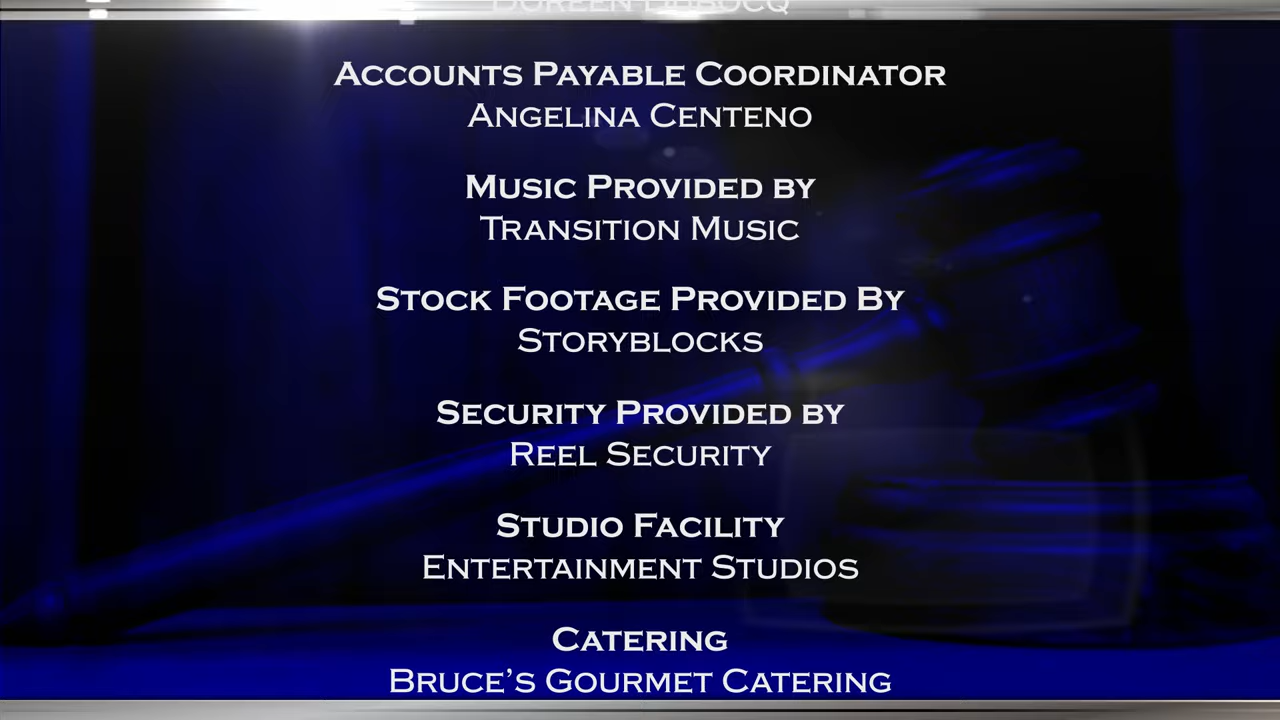 Accounts Payable Coordinator
Angelina Centeno
Music Provided by
Transition Music
Stock Footage Provided By
Storyblocks
Security Provided by
Reel Security
Studio Facility
Entertainment Studios
Catering
Bruce's Gourmet Catering